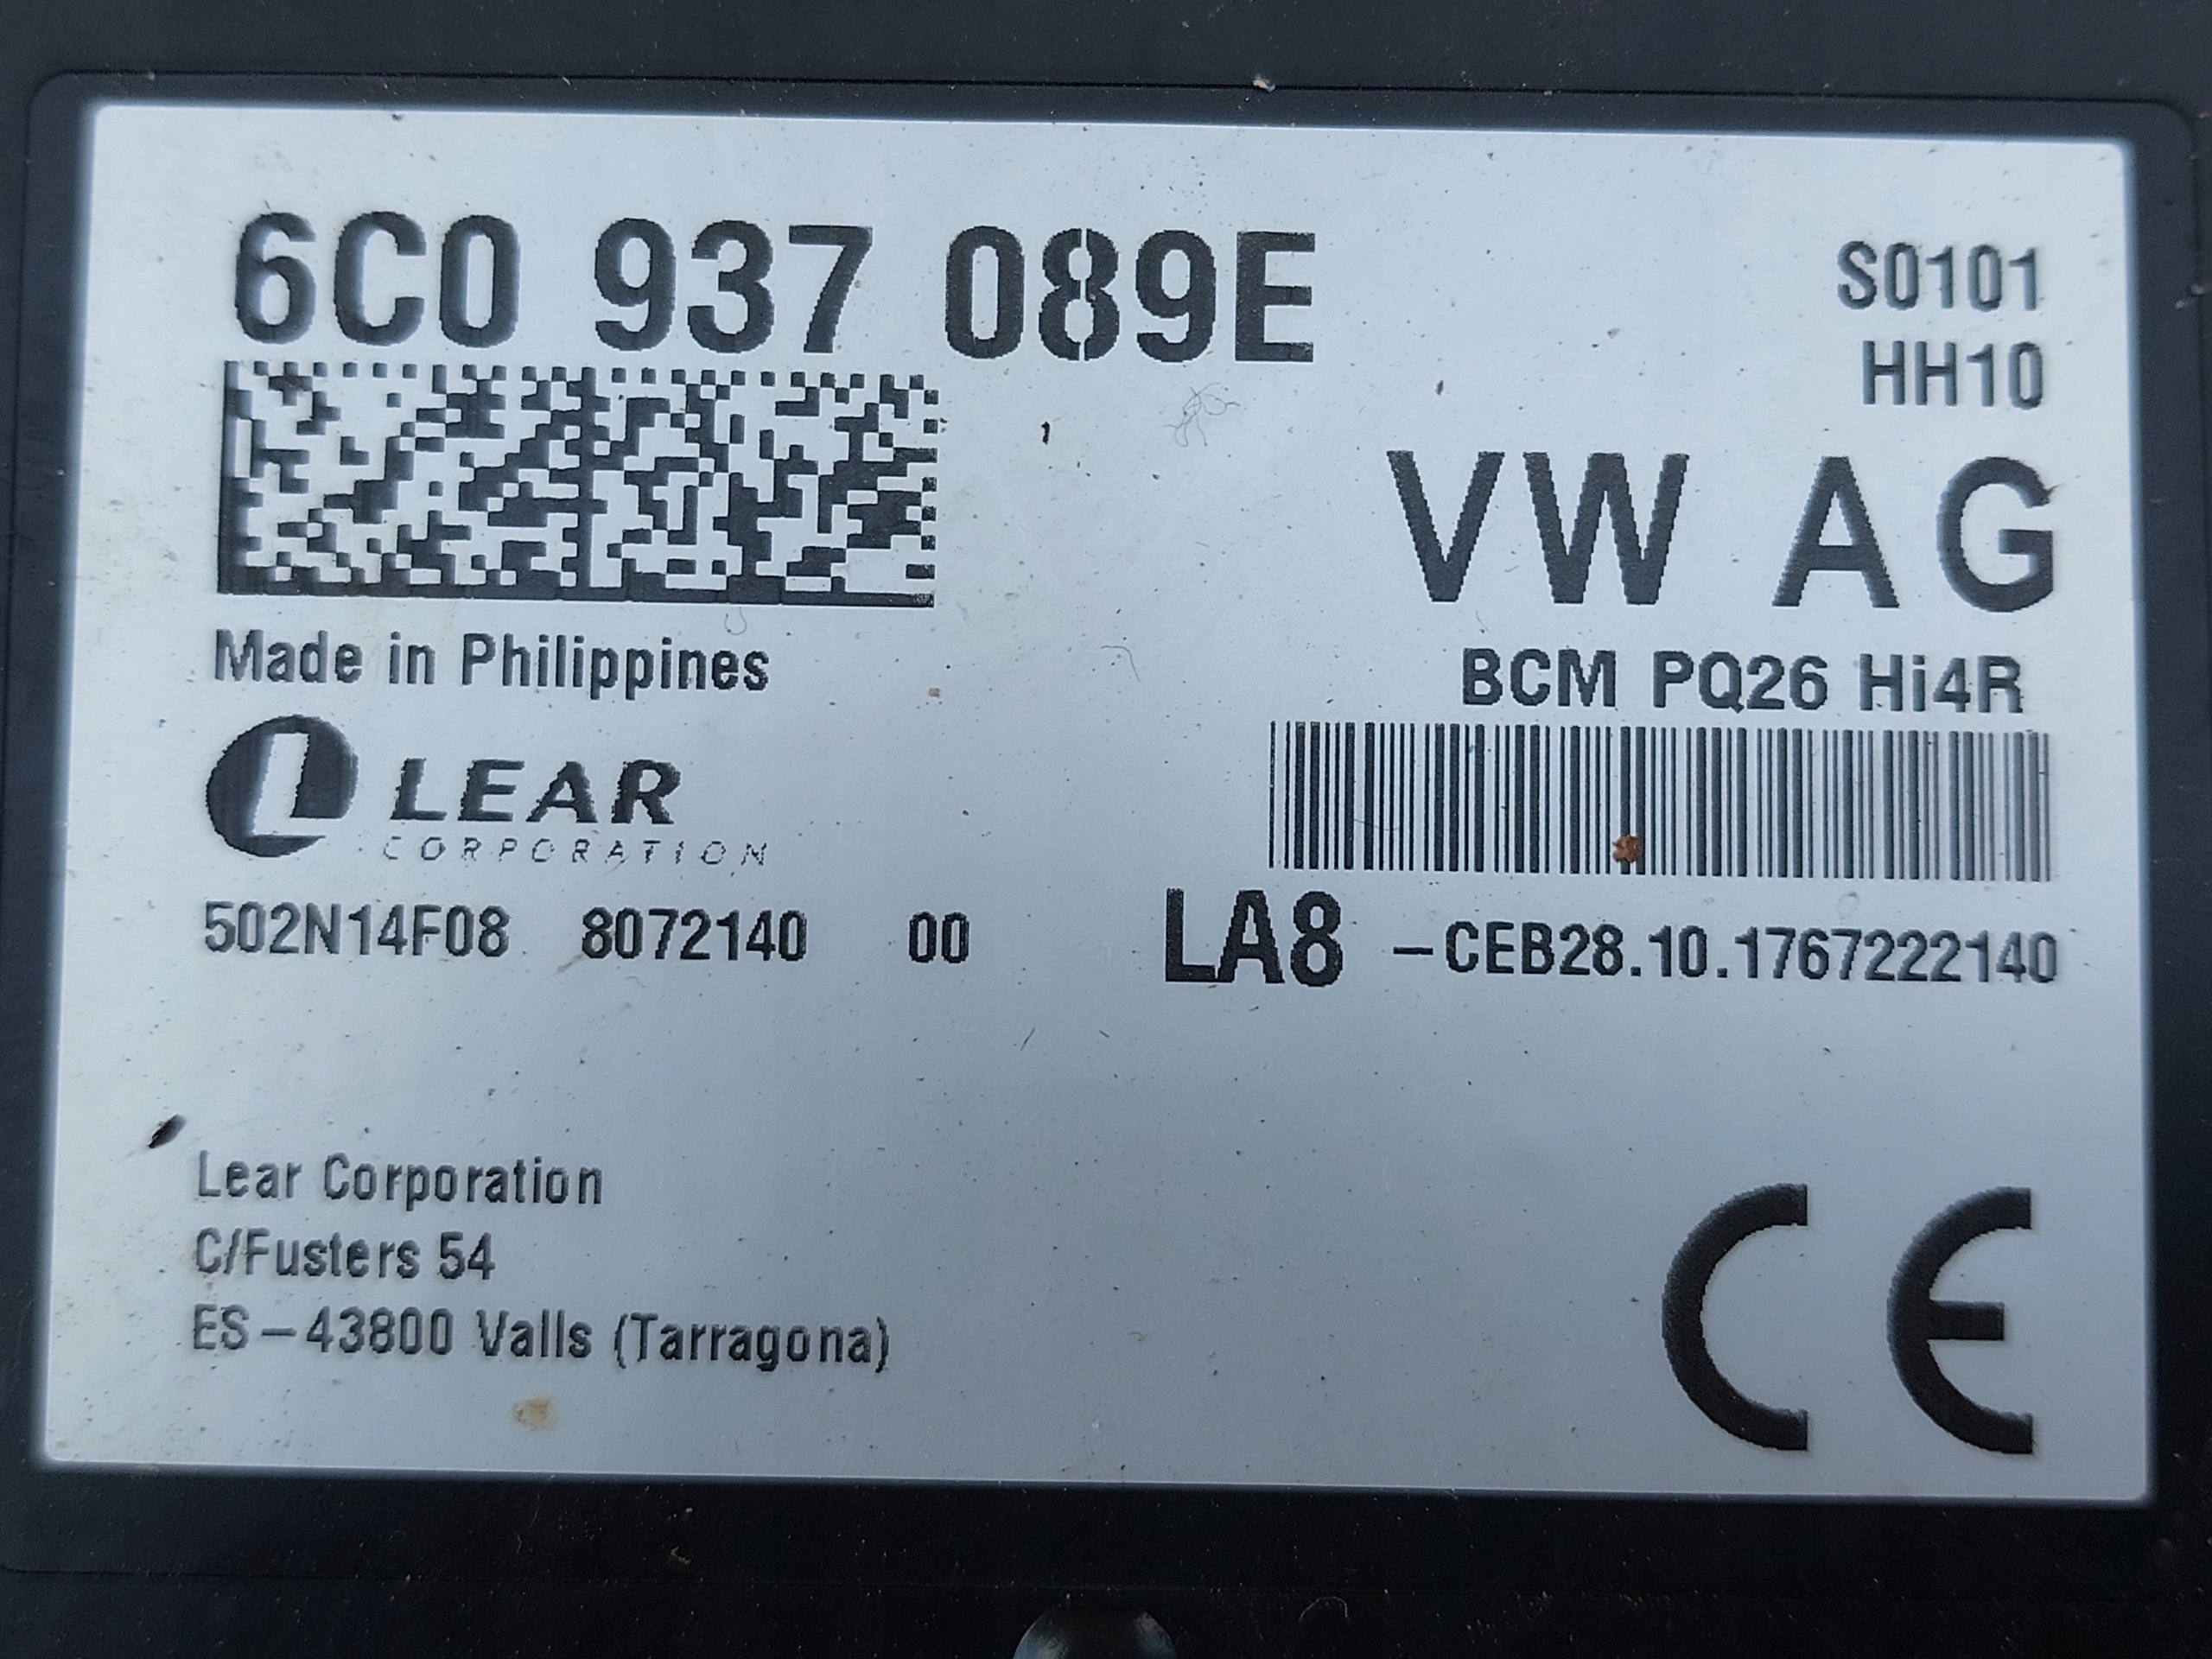 6C0 937 089E
S0101
HH10
VW AG
Made in Philippines
BCM PQ26 Hi4R
LEAR
CORPORATION
502N14F08 8072140 00
LA8 -CEB28.10.1767222140
Lear Corporation
C/Fusters 54
ES-43800 Valls (Tarragona)
CE